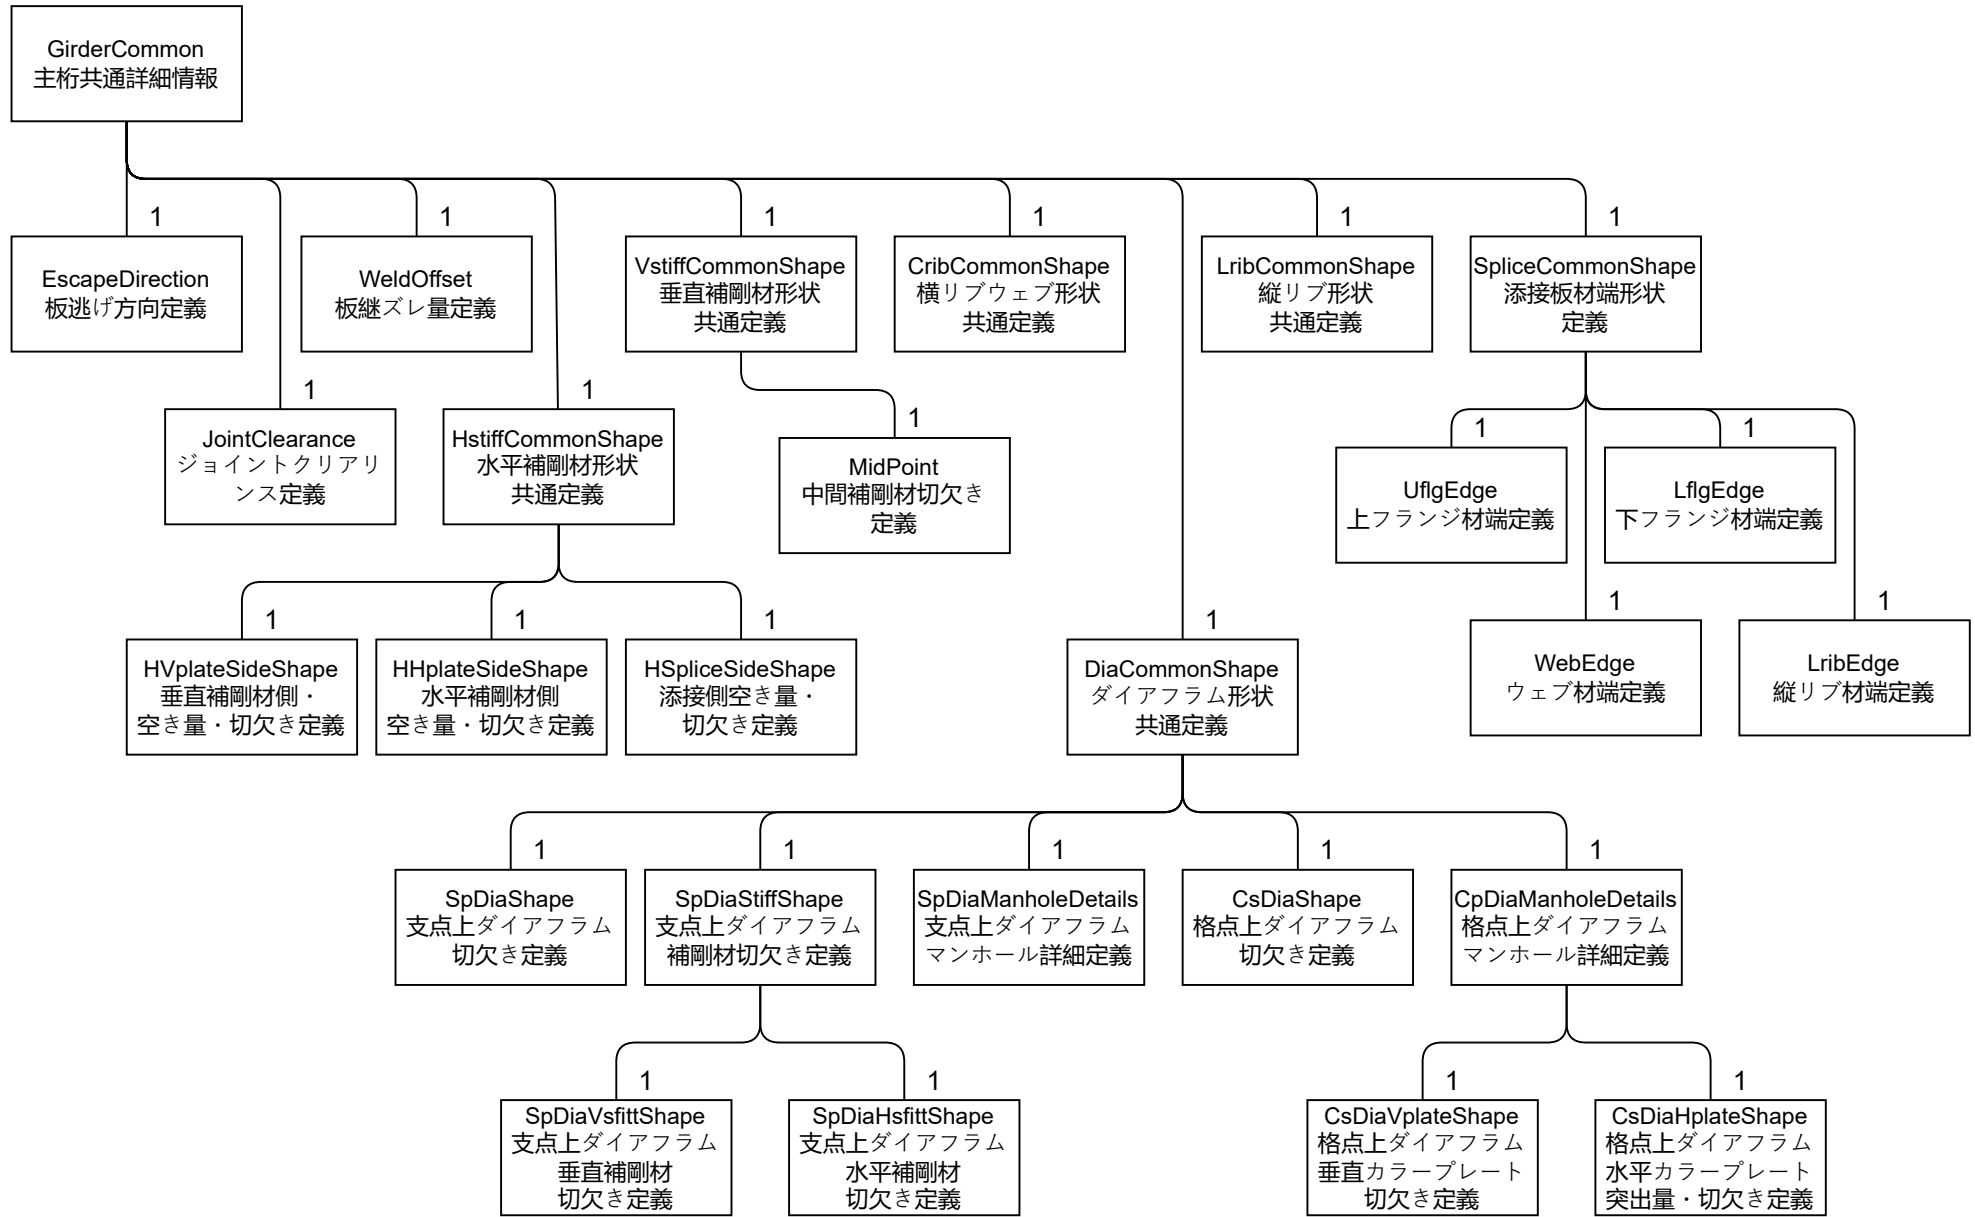 GirderCommon
主桁共通詳細情報
1
EscapeDirection
板逃げ方向定義
1
WeldOffset
板継ズレ量定義
1
VstiffCommonShape
垂直補剛材形状
共通定義
1
CribCommonShape
横リブウェブ形状
共通定義
1
LribCommonShape
縦リブ形状
共通定義
1
SpliceCommonShape
添接板材端形状
定義
1
JointClearance
ジョイントクリアリ
ンス定義
1
HstiffCommonShape
水平補剛材形状
共通定義
1
MidPoint
中間補剛材切欠き
定義
1
UflgEdge
上フランジ材端定義
1
LflgEdge
下フランジ材端定義
1
HVplateSideShape
垂直補剛材側・
空き量・切欠き定義
1
HHplateSideShape
水平補剛材側
空き量・切欠き定義
1
HSpliceSideShape
添接側空き量・
切欠き定義
1
DiaCommonShape
ダイアフラム形状
共通定義
1
WebEdge
ウェブ材端定義
1
LribEdge
縦リブ材端定義
1
SpDiaShape
支点上ダイアフラム
切欠き定義
1
SpDiaStiffShape
支点上ダイアフラム
補剛材切欠き定義
1
SpDiaManholeDetails
支点上ダイアフラム
マンホール詳細定義
1
CsDiaShape
格点上ダイアフラム
切欠き定義
1
CpDiaManholeDetails
格点上ダイアフラム
マンホール詳細定義
1
SpDiaVsfittShape
支点上ダイアフラム
垂直補剛材
切欠き定義
1
SpDiaHsfittShape
支点上ダイアフラム
水平補剛材
切欠き定義
1
CsDiaVplateShape
格点上ダイアフラム
垂直カラープレート
切欠き定義
1
CsDiaHplateShape
格点上ダイアフラム
水平カラープレート
突出量・切欠き定義